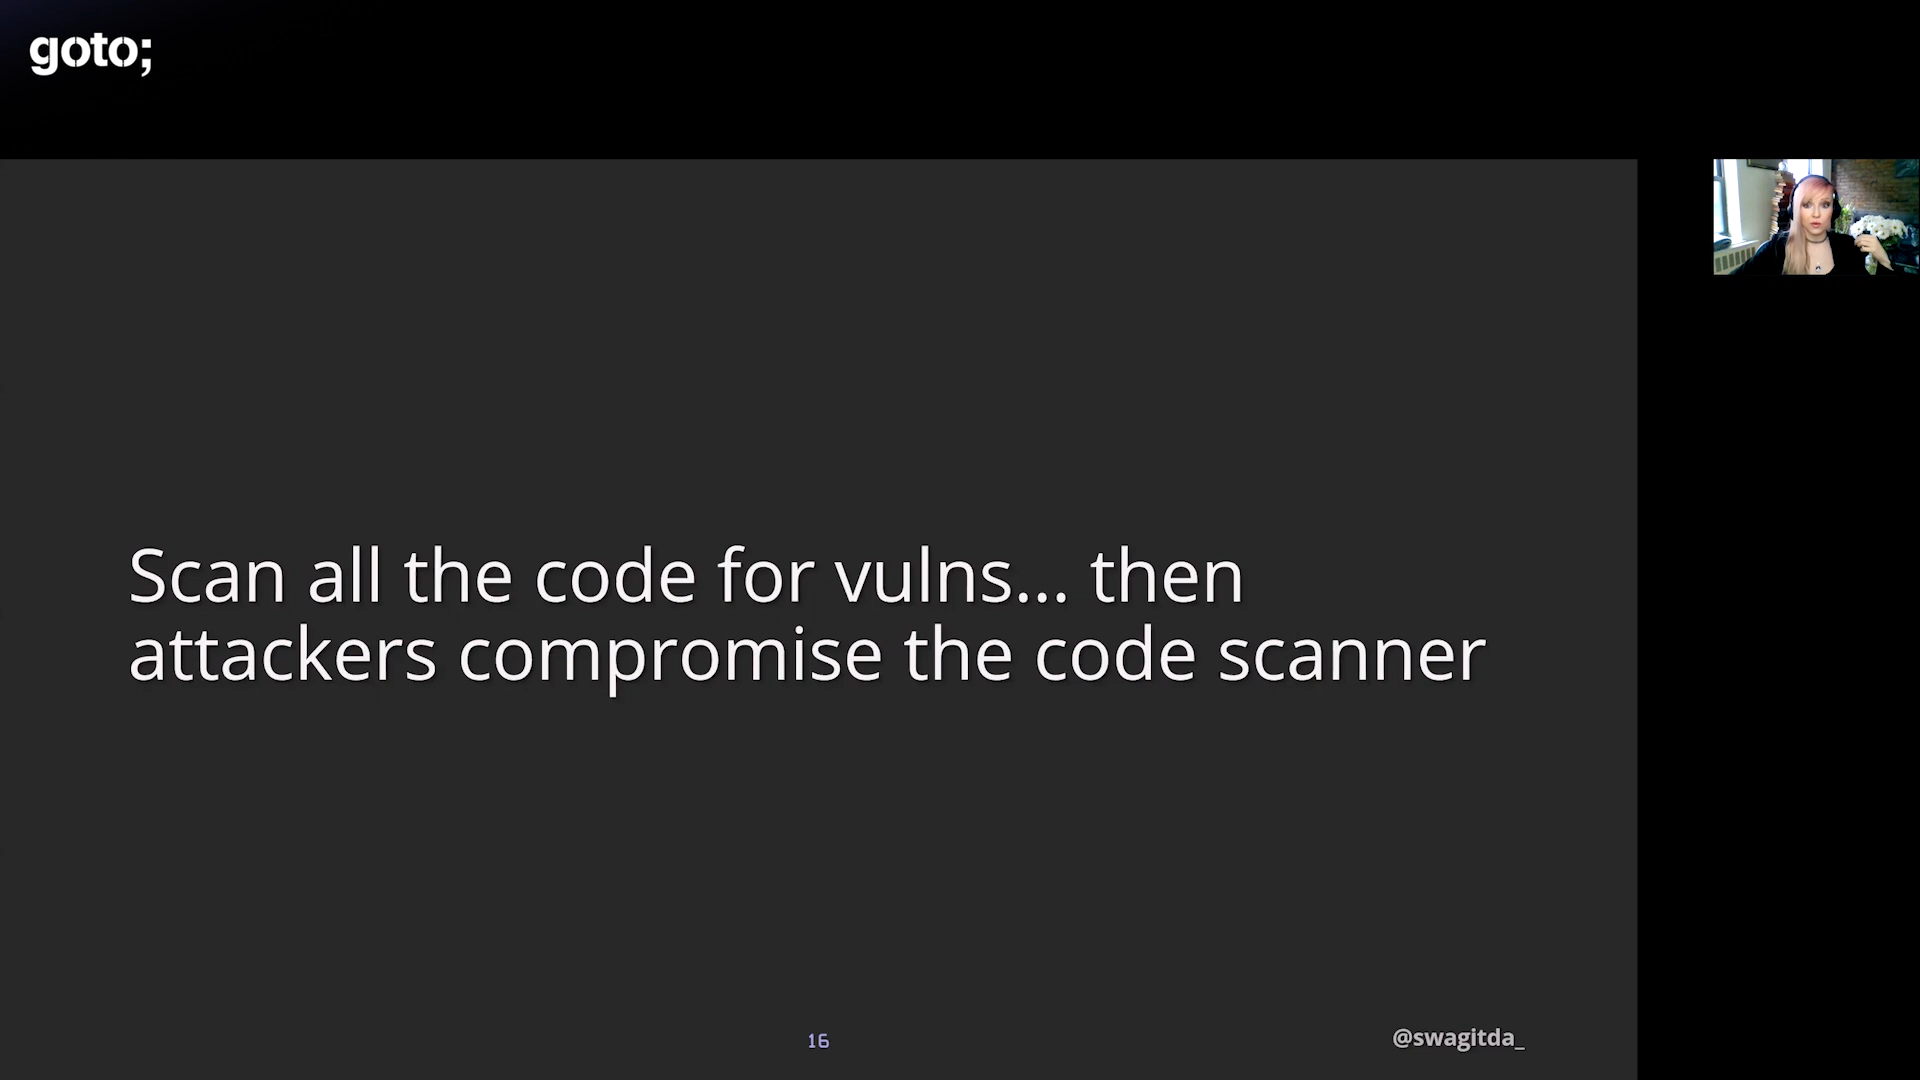 goto;
Scan all the code for vulns... then
attackers compromise the code scanner
16
@swagitda_